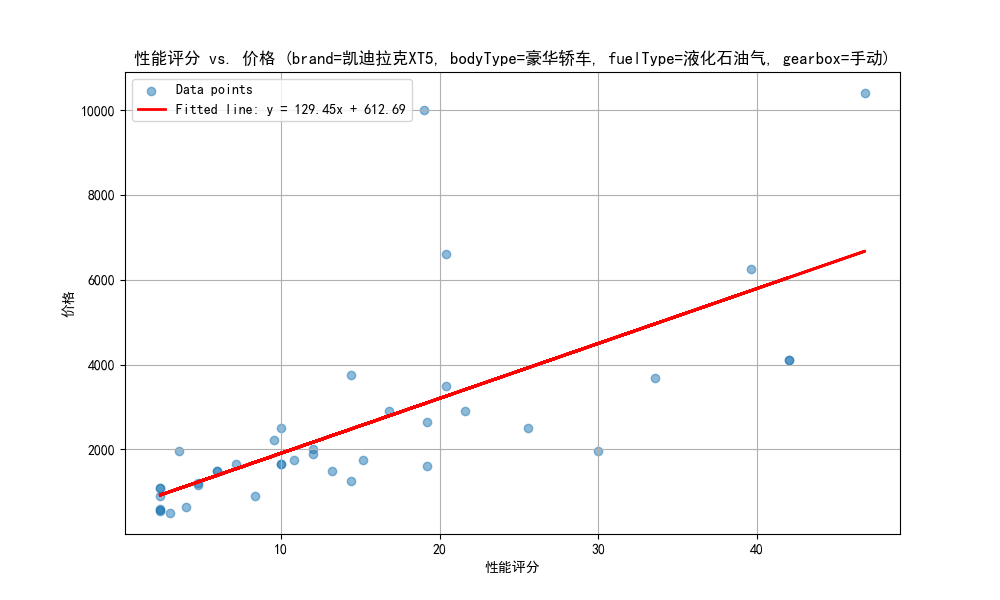 性能评分 vs. 价格 (brand=凯迪拉克XT5, bodyType=豪华轿车, fuelType=液化石油气, gearbox=手动)
Data points
Fitted line: y = 129.45x + 612.69
10000
8000
6000
4000
2000
价格
10 20 30 40
性能评分